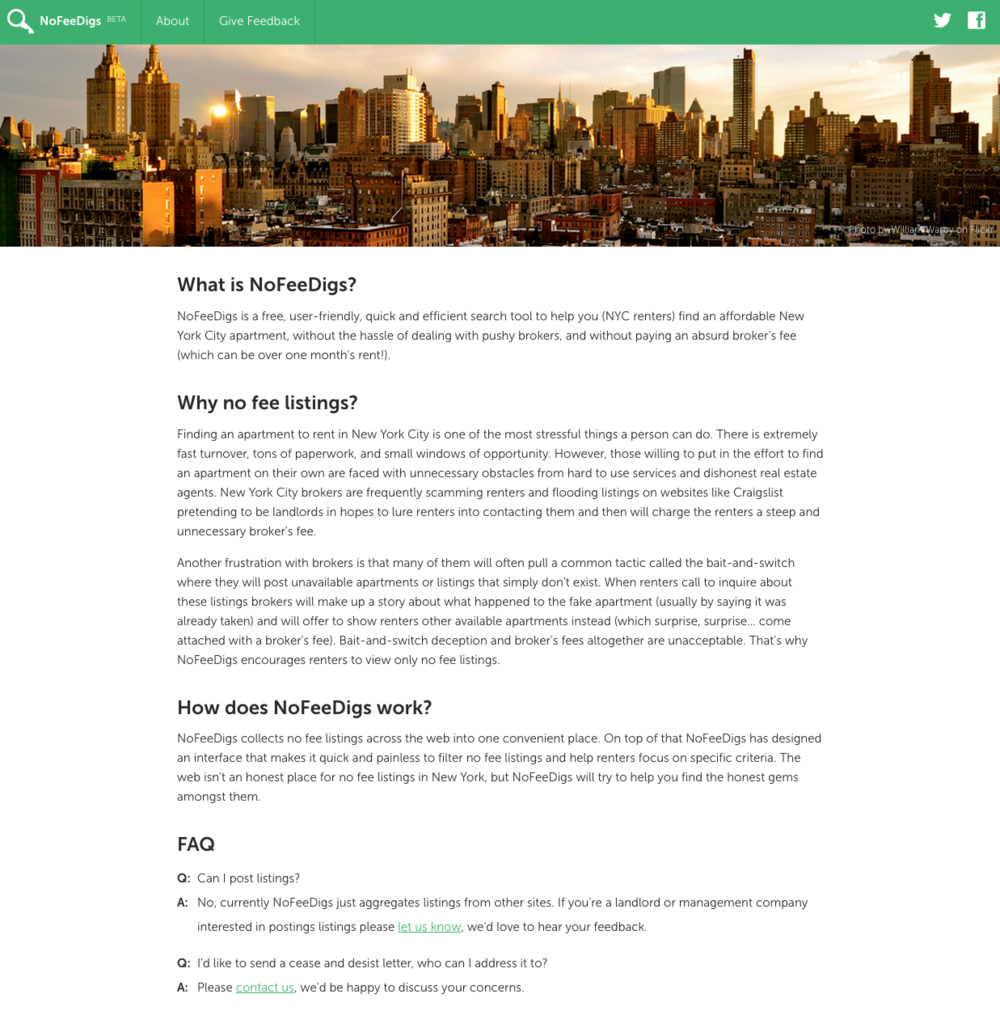 NoFeeDigs BETA About Give Feedback
Photo by William Warby on Flickr
What is NoFeeDigs?
NoFeeDigs is a free, user-friendly, quick and efficient search tool to help you (NYC renters) find an affordable New
York City apartment, without the hassle of dealing with pushy brokers, and without paying an absurd broker's fee
(which can be over one month's rent!).
Why no fee listings?
Finding an apartment to rent in New York City is one of the most stressful things a person can do. There is extremely
fast turnover, tons of paperwork, and small windows of opportunity. However, those willing to put in the effort to find
an apartment on their own are faced with unnecessary obstacles from hard to use services and dishonest real estate
agents. New York City brokers are frequently scamming renters and flooding listings on websites like Craigslist
pretending to be landlords in hopes to lure renters into contacting them and then will charge the renters a steep and
unnecessary broker's fee.
Another frustration with brokers is that many of them will often pull a common tactic called the bait-and-switch
where they will post unavailable apartments or listings that simply don't exist. When renters call to inquire about
these listings brokers will make up a story about what happened to the fake apartment (usually by saying it was
already taken) and will offer to show renters other available apartments instead (which surprise, surprise... come
attached with a broker's fee). Bait-and-switch deception and broker's fees altogether are unacceptable. That's why
NoFeeDigs encourages renters to view only no fee listings.
How does NoFeeDigs work?
NoFeeDigs collects no fee listings across the web into one convenient place. On top of that NoFeeDigs has designed
an interface that makes it quick and painless to filter no fee listings and help renters focus on specific criteria. The
web isn't an honest place for no fee listings in New York, but NoFeeDigs will try to help you find the honest gems
amongst them.
FAQ
Q: Can I post listings?
A: No, currently NoFeeDigs just aggregates listings from other sites. If you're a landlord or management company
interested in postings listings please let us know, we'd love to hear your feedback.
Q: I'd like to send a cease and desist letter, who can I address it to?
A: Please contact us, we'd be happy to discuss your concerns.